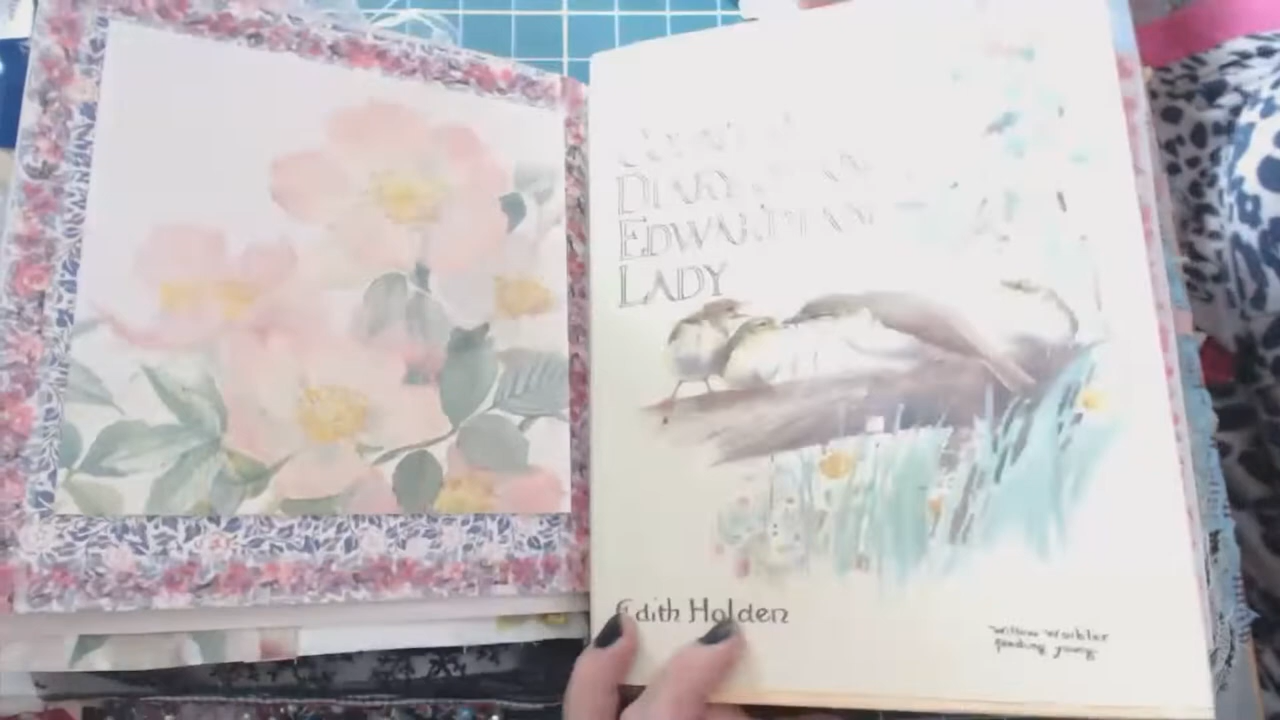 DIARY
EDWARDIAN
LADY
Edith Holden
Willow Warbler
feeding young